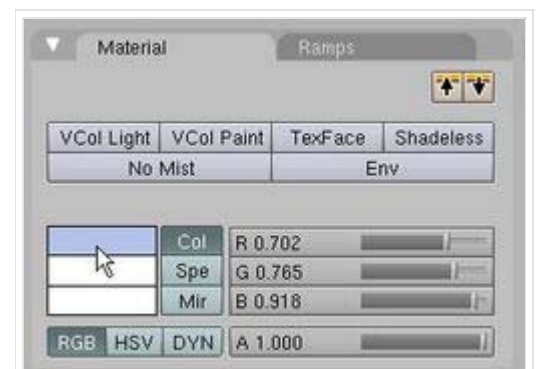 Material Ramps
VCol Light VCol Paint TexFace Shadeless
No Mist Env
Col R 0.702
Spe G 0.765
Mir B 0.918
RGB HSV DYN A 1.000